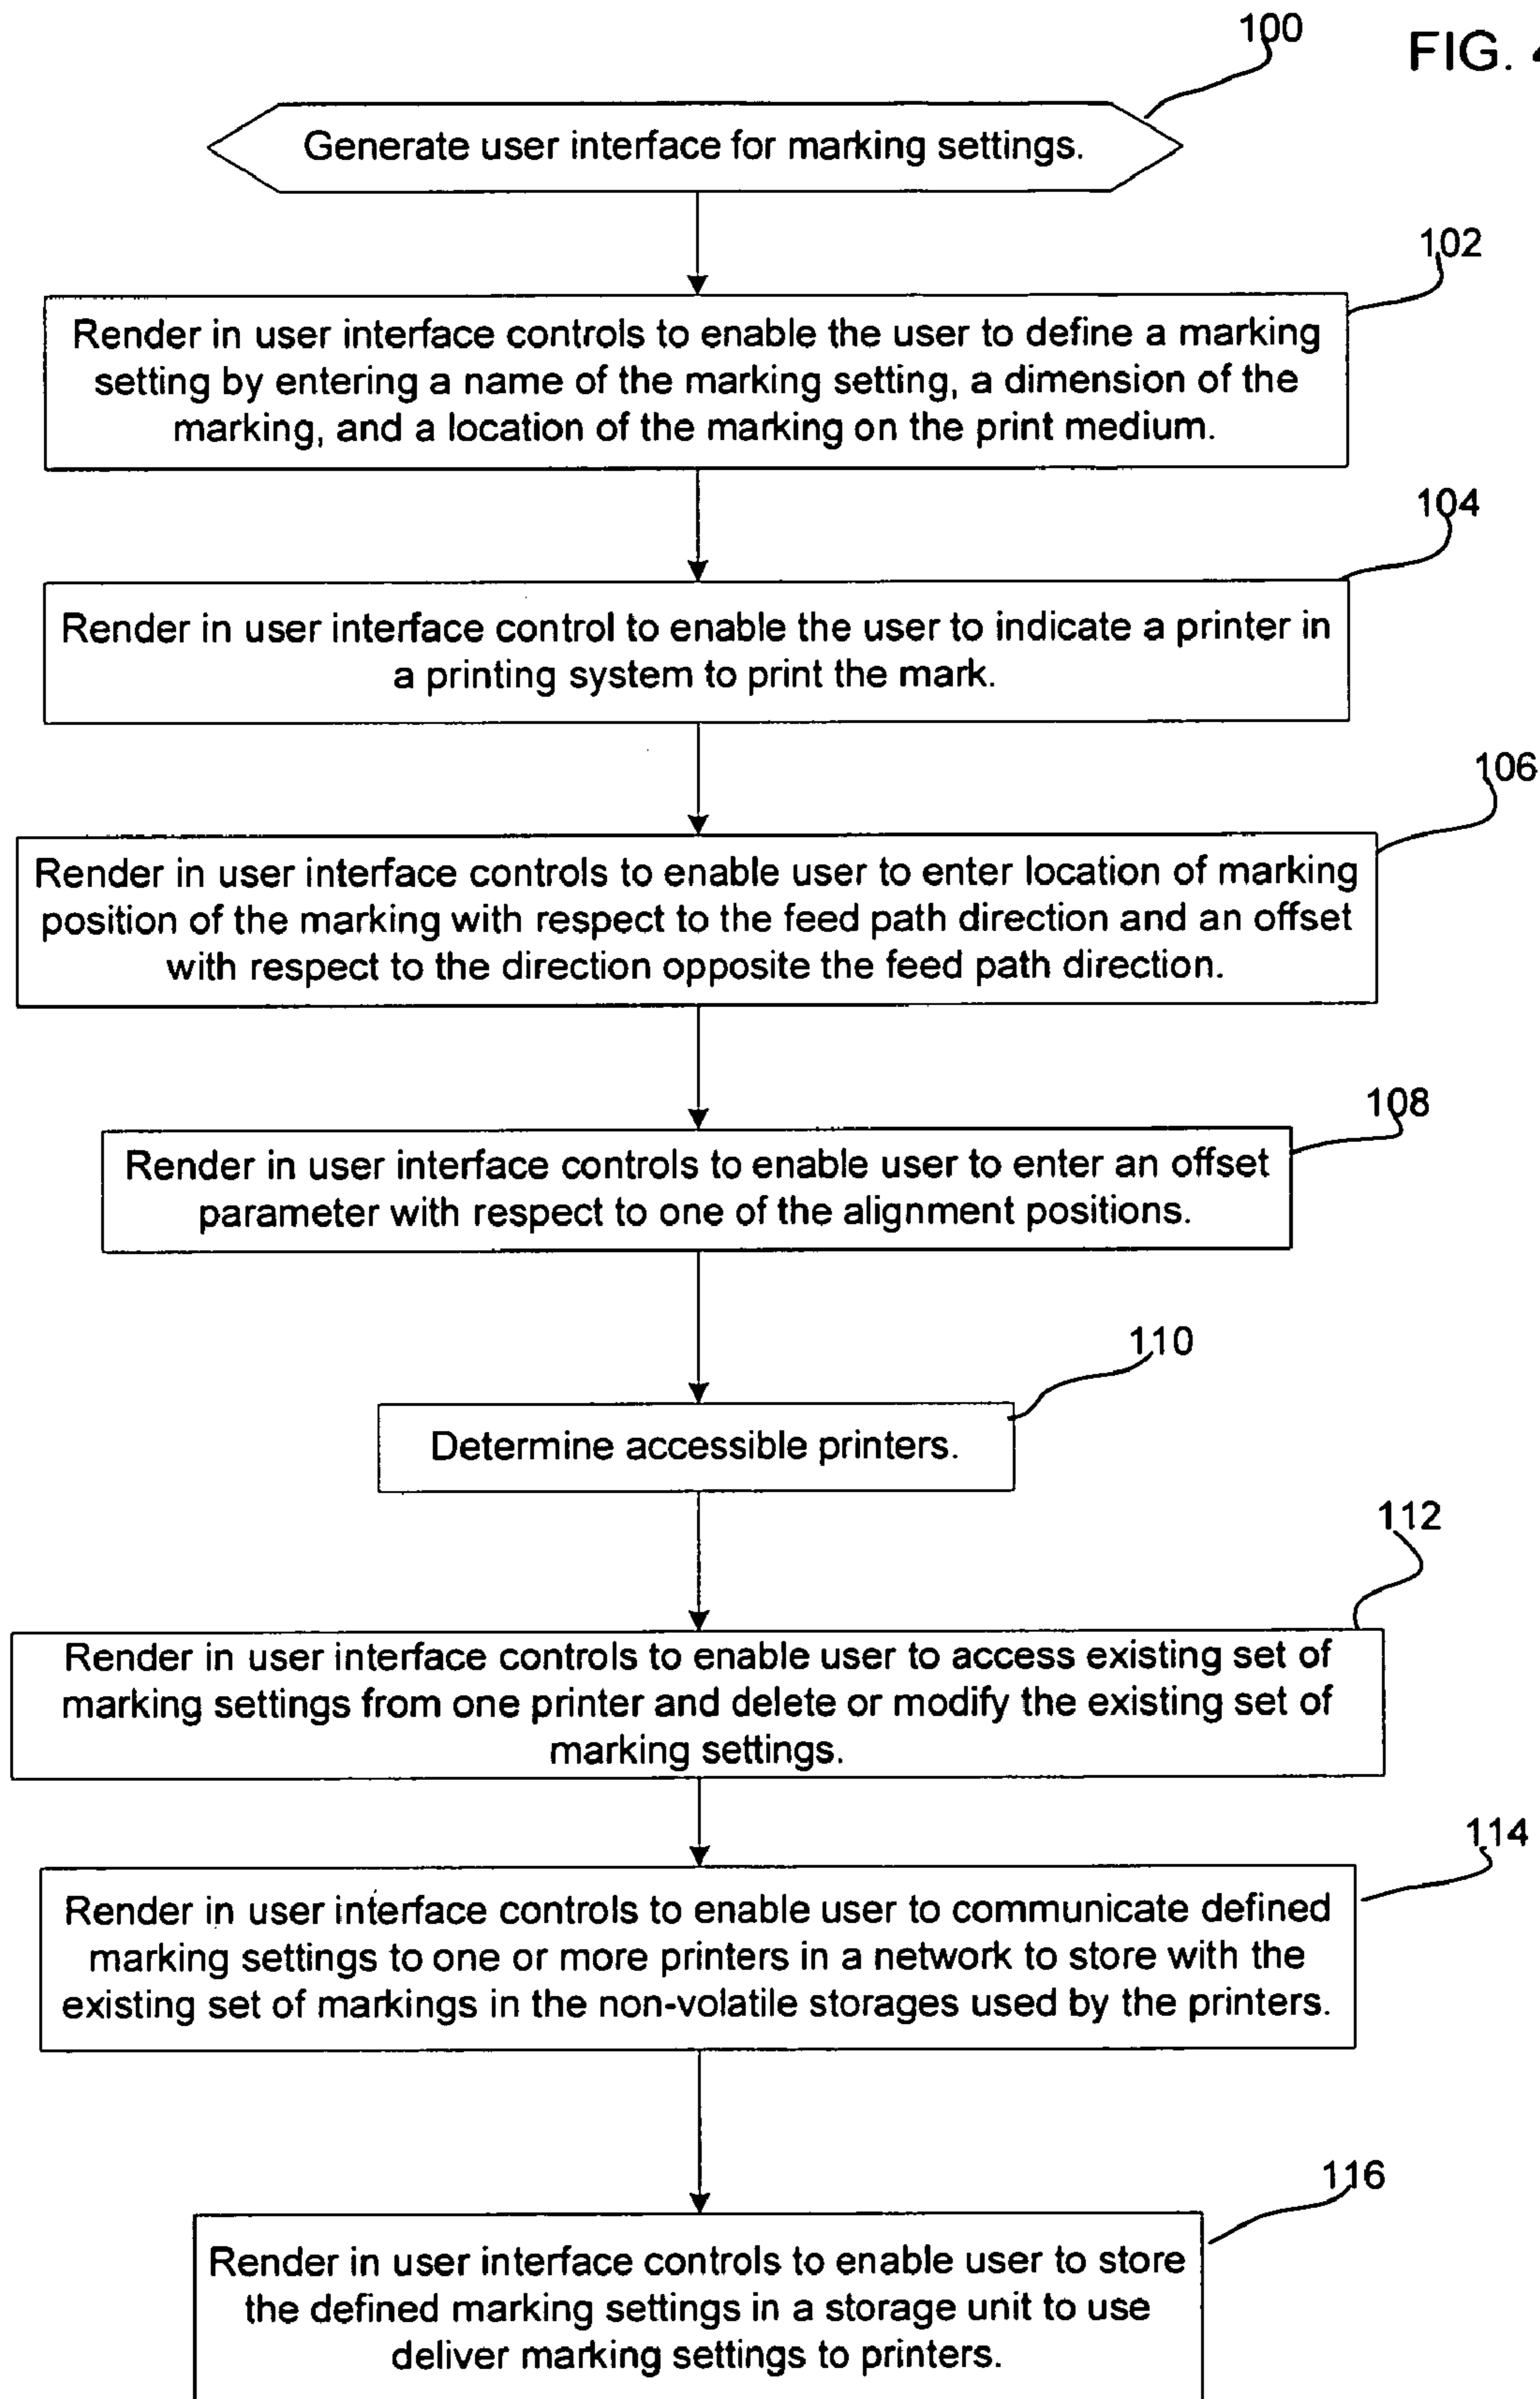 100
FIG. 4
Generate user interface for marking settings.
102
Render in user interface controls to enable the user to define a marking
setting by entering a name of the marking setting, a dimension of the
marking, and a location of the marking on the print medium.
104
Render in user interface control to enable the user to indicate a printer in
a printing system to print the mark.
106
Render in user interface controls to enable user to enter location of marking
position of the marking with respect to the feed path direction and an offset
with respect to the direction opposite the feed path direction.
108
Render in user interface controls to enable user to enter an offset
parameter with respect to one of the alignment positions.
110
Determine accessible printers.
112
Render in user interface controls to enable user to access existing set of
marking settings from one printer and delete or modify the existing set of
marking settings.
114
Render in user interface controls to enable user to communicate defined
marking settings to one or more printers in a network to store with the
existing set of markings in the non-volatile storages used by the printers.
116
Render in user interface controls to enable user to store
the defined marking settings in a storage unit to use
deliver marking settings to printers.